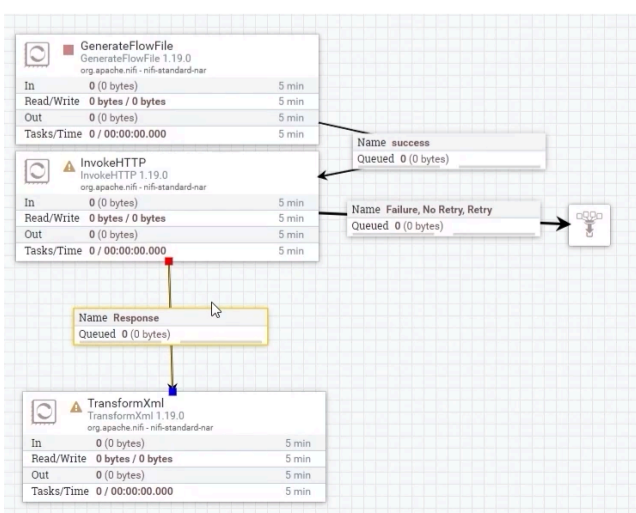 GenerateFlowFile
GenerateFlowFile 1.19.0
org.apache.nifi - nifi-standard-nar
In 0 (0 bytes) 5 min
Read/Write 0 bytes / 0 bytes 5 min
Out 0 (0 bytes) 5 min
Tasks/Time 0 / 00:00:00.000 5 min
Name success
Queued 0 (0 bytes)
InvokeHTTP
InvokeHTTP 1.19.0
org.apache.nifi - nifi-standard-nar
In 0 (0 bytes) 5 min
Read/Write 0 bytes / 0 bytes 5 min
Out 0 (0 bytes) 5 min
Tasks/Time 0 / 00:00:00.000 5 min
Name Failure, No Retry, Retry
Queued 0 (0 bytes)
Name Response
Queued 0 (0 bytes)
TransformXml
TransformXml 1.19.0
org.apache.nifi - nifi-standard-nar
In 0 (0 bytes) 5 min
Read/Write 0 bytes / 0 bytes 5 min
Out 0 (0 bytes) 5 min
Tasks/Time 0 / 00:00:00.000 5 min